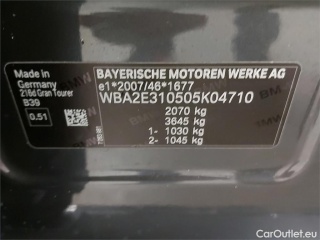 Made in
Germany
216d Gran Tourer
B39
0.51
BAYERISCHE MOTOREN WERKE AG
e1*2007/46*1677
WBA2E310505K04710
2070 kg
3645 kg
1- 1030 kg
2- 1045 kg
CarOutlet.eu